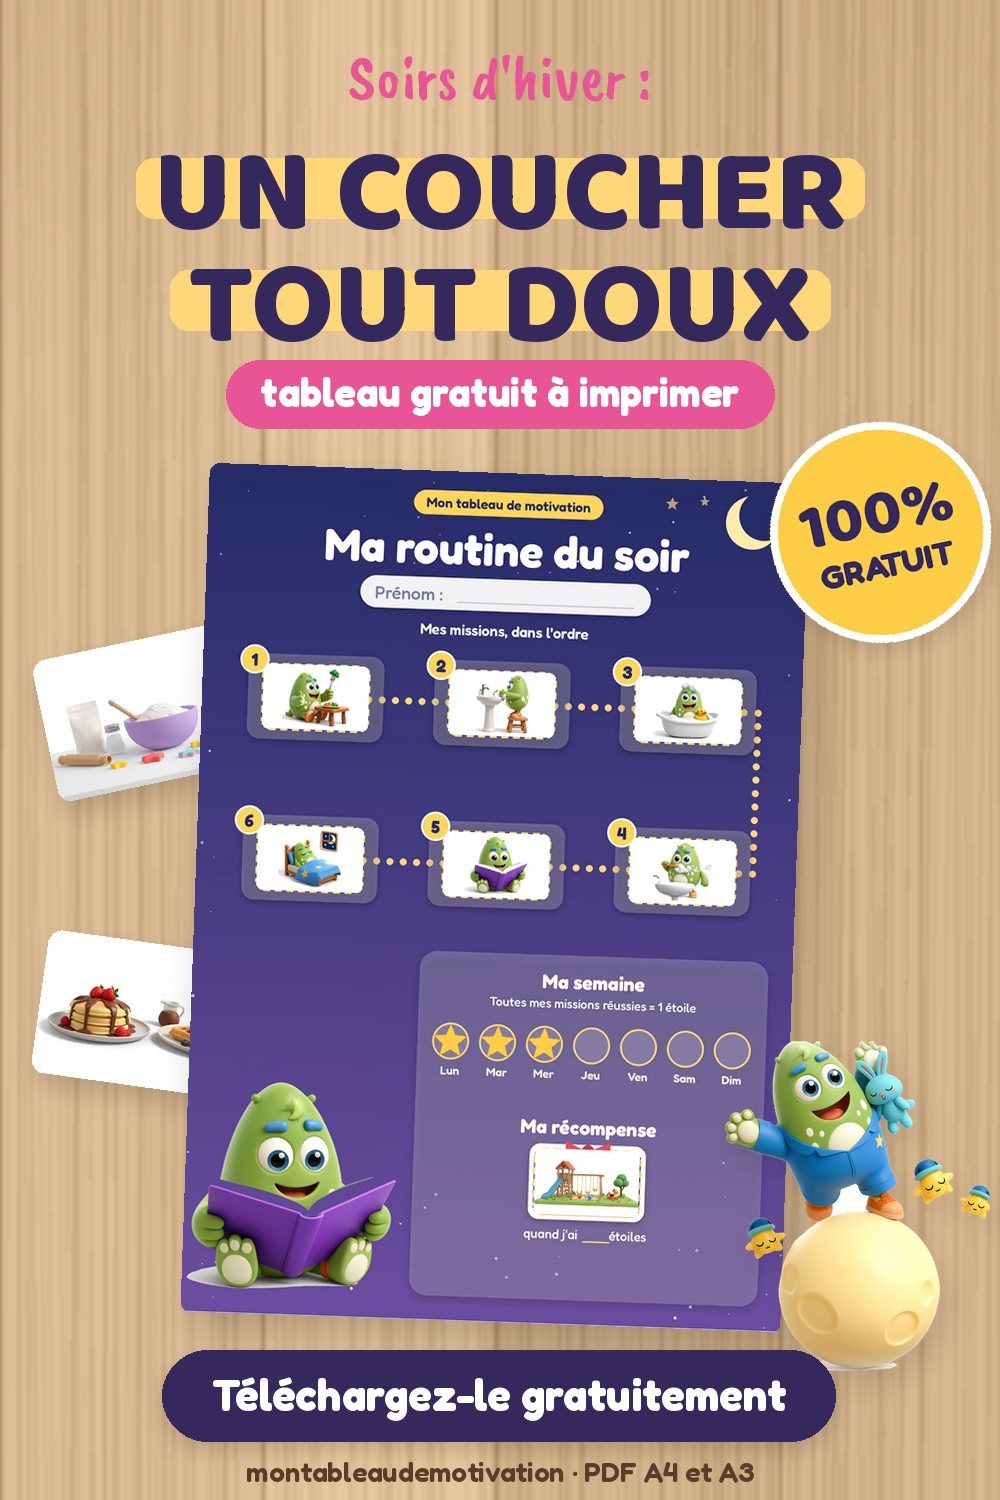 Soirs d'hiver :
UN COUCHER
TOUT DOUX
tableau gratuit à imprimer
100%
GRATUIT
Mon tableau de motivation
Ma routine du soir
Prénom :
Mes missions, dans l'ordre
1
2
3
6
5
4
Ma semaine
Toutes mes missions réussies = 1 étoile
Lun Mar Mer Jeu Ven Sam Dim
Ma récompense
quand j'ai ____étoiles
Téléchargez-le gratuitement
montableaudemotivation · PDF A4 et A3